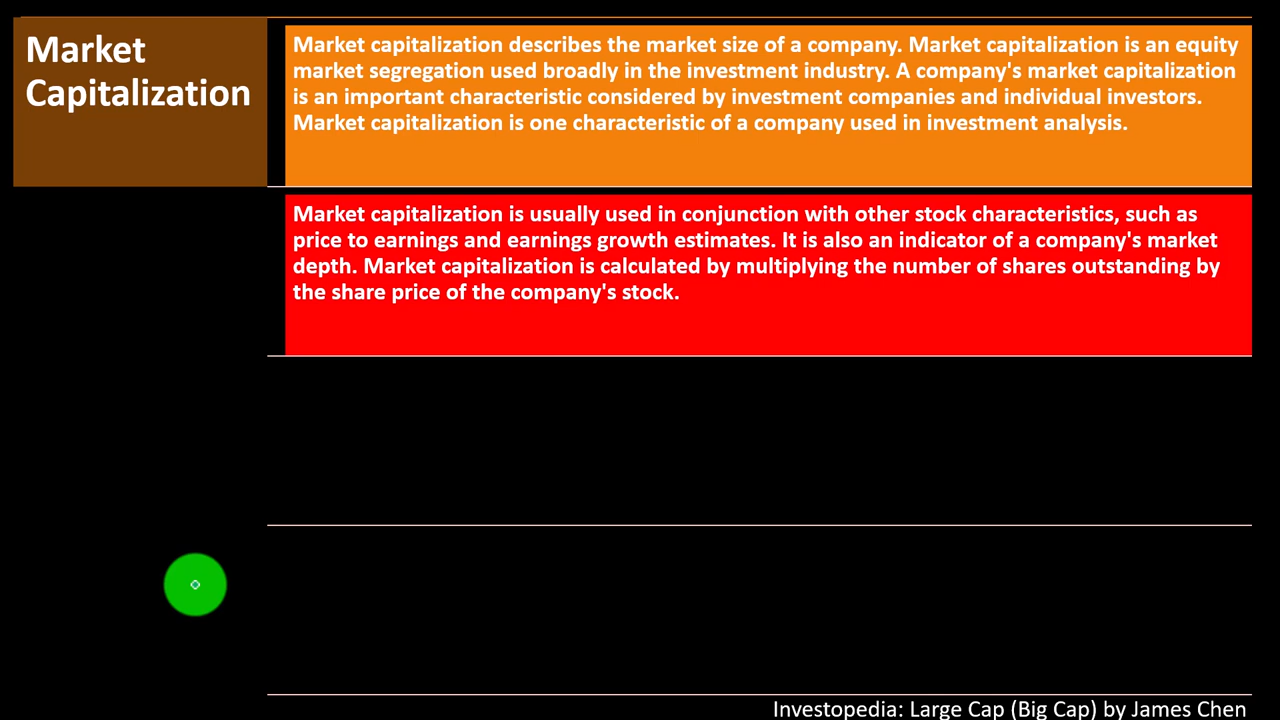 Market
Capitalization
Market capitalization describes the market size of a company. Market capitalization is an equity
market segregation used broadly in the investment industry. A company's market capitalization
is an important characteristic considered by investment companies and individual investors.
Market capitalization is one characteristic of a company used in investment analysis.
Market capitalization is usually used in conjunction with other stock characteristics, such as
price to earnings and earnings growth estimates. It is also an indicator of a company's market
depth. Market capitalization is calculated by multiplying the number of shares outstanding by
the share price of the company's stock.
Investopedia: Large Cap (Big Cap) by James Chen